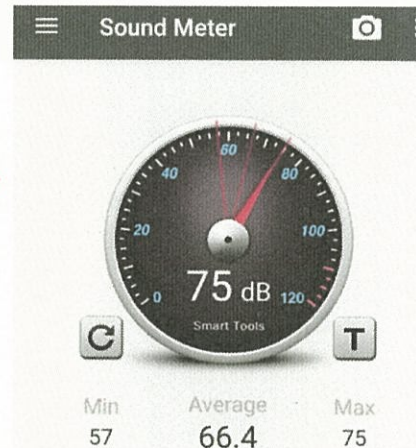 Sound Meter
60
40 80
20 100
75 dB
0 120
Smart Tools
T
Min Average Max
57 66.4 75